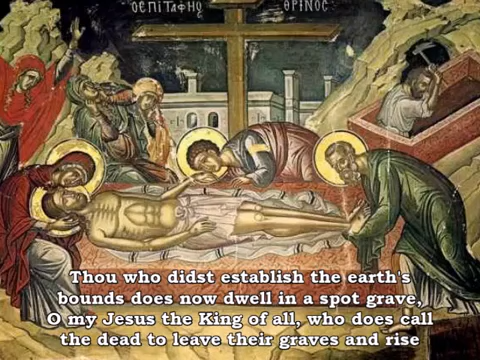 ΟΕΠΙΤΑΦΙΟ ΘΡΙΝΟΣ
Thou who didst establish the earth's
bounds does now dwell in a spot grave,
O my Jesus the King of all, who does call
the dead to leave their graves and rise